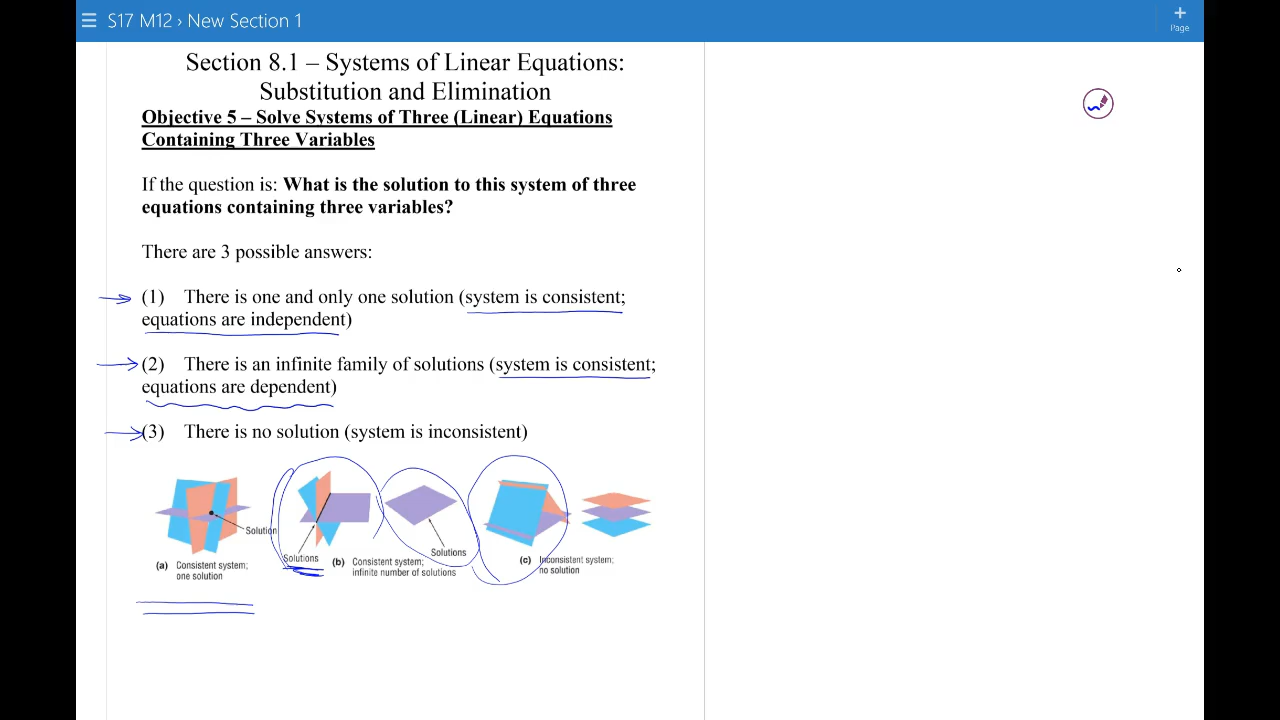 S17 M12 › New Section 1
Page
Section 8.1 – Systems of Linear Equations:
Substitution and Elimination
Objective 5 – Solve Systems of Three (Linear) Equations
Containing Three Variables
If the question is: What is the solution to this system of three
equations containing three variables?
There are 3 possible answers:
(1) There is one and only one solution (system is consistent;
equations are independent)
(2) There is an infinite family of solutions (system is consistent;
equations are dependent)
(3) There is no solution (system is inconsistent)
Solution
(a) Consistent system;
one solution
Solutions
(b) Consistent system;
infinite number of solutions
Solutions
(c) Inconsistent system;
no solution